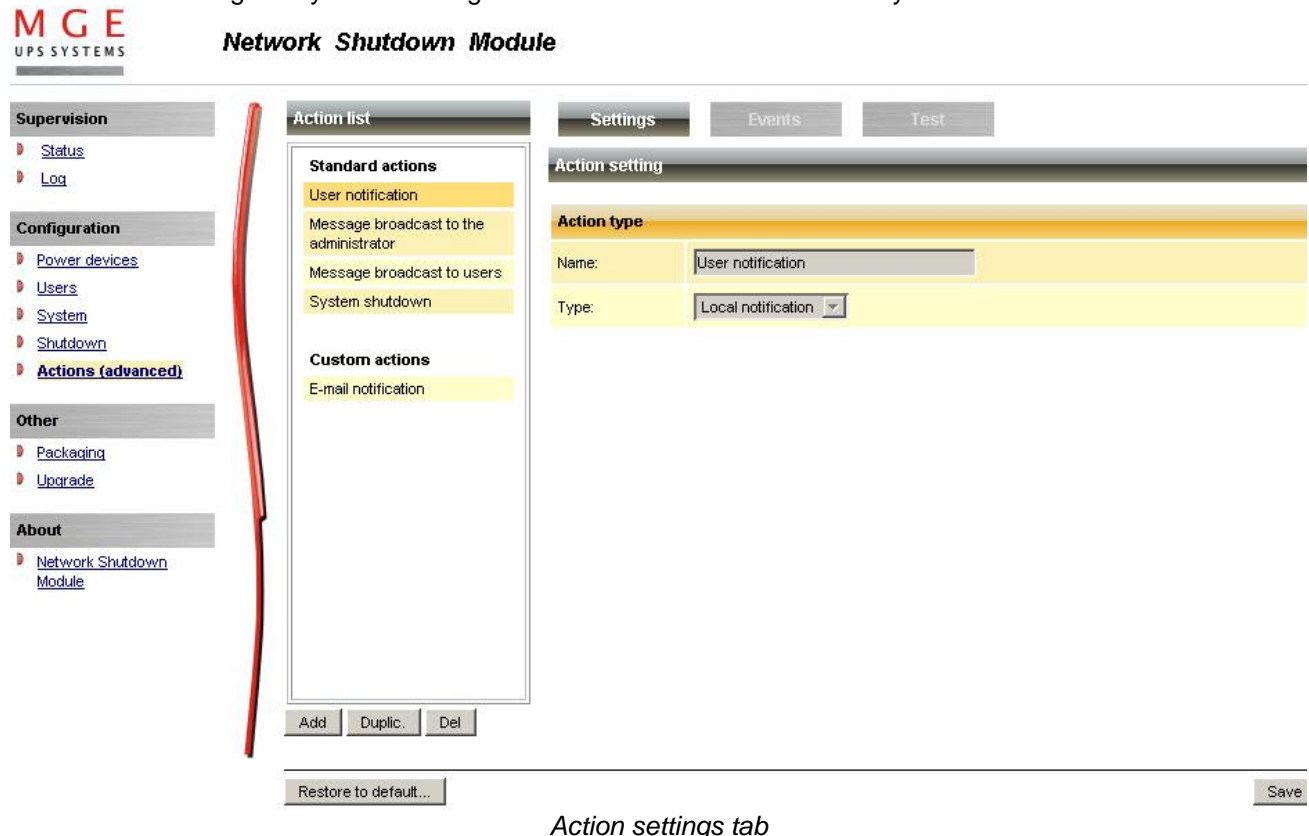 M G E
UPS SYSTEMS
Network Shutdown Module
Supervision
Status
Log
Configuration
Power devices
Users
System
Shutdown
Actions (advanced)
Other
Packaging
Upgrade
About
Network Shutdown
Module
Action list
Standard actions
User notification
Message broadcast to the
administrator
Message broadcast to users
System shutdown
Custom actions
E-mail notification
Add
Duplic.
Del
Settings
Events
Test
Action setting
Action type
Name:
User notification
Type:
Local notification
Restore to default...
Save
Action settings tab